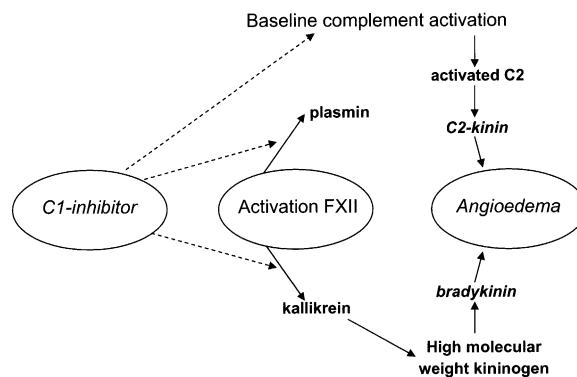 Baseline complement activation
activated C2
plasmin
C2-kinin
C1-inhibitor
Activation FXII
Angioedema
bradykinin
kallikrein
High molecular
weight kininogen